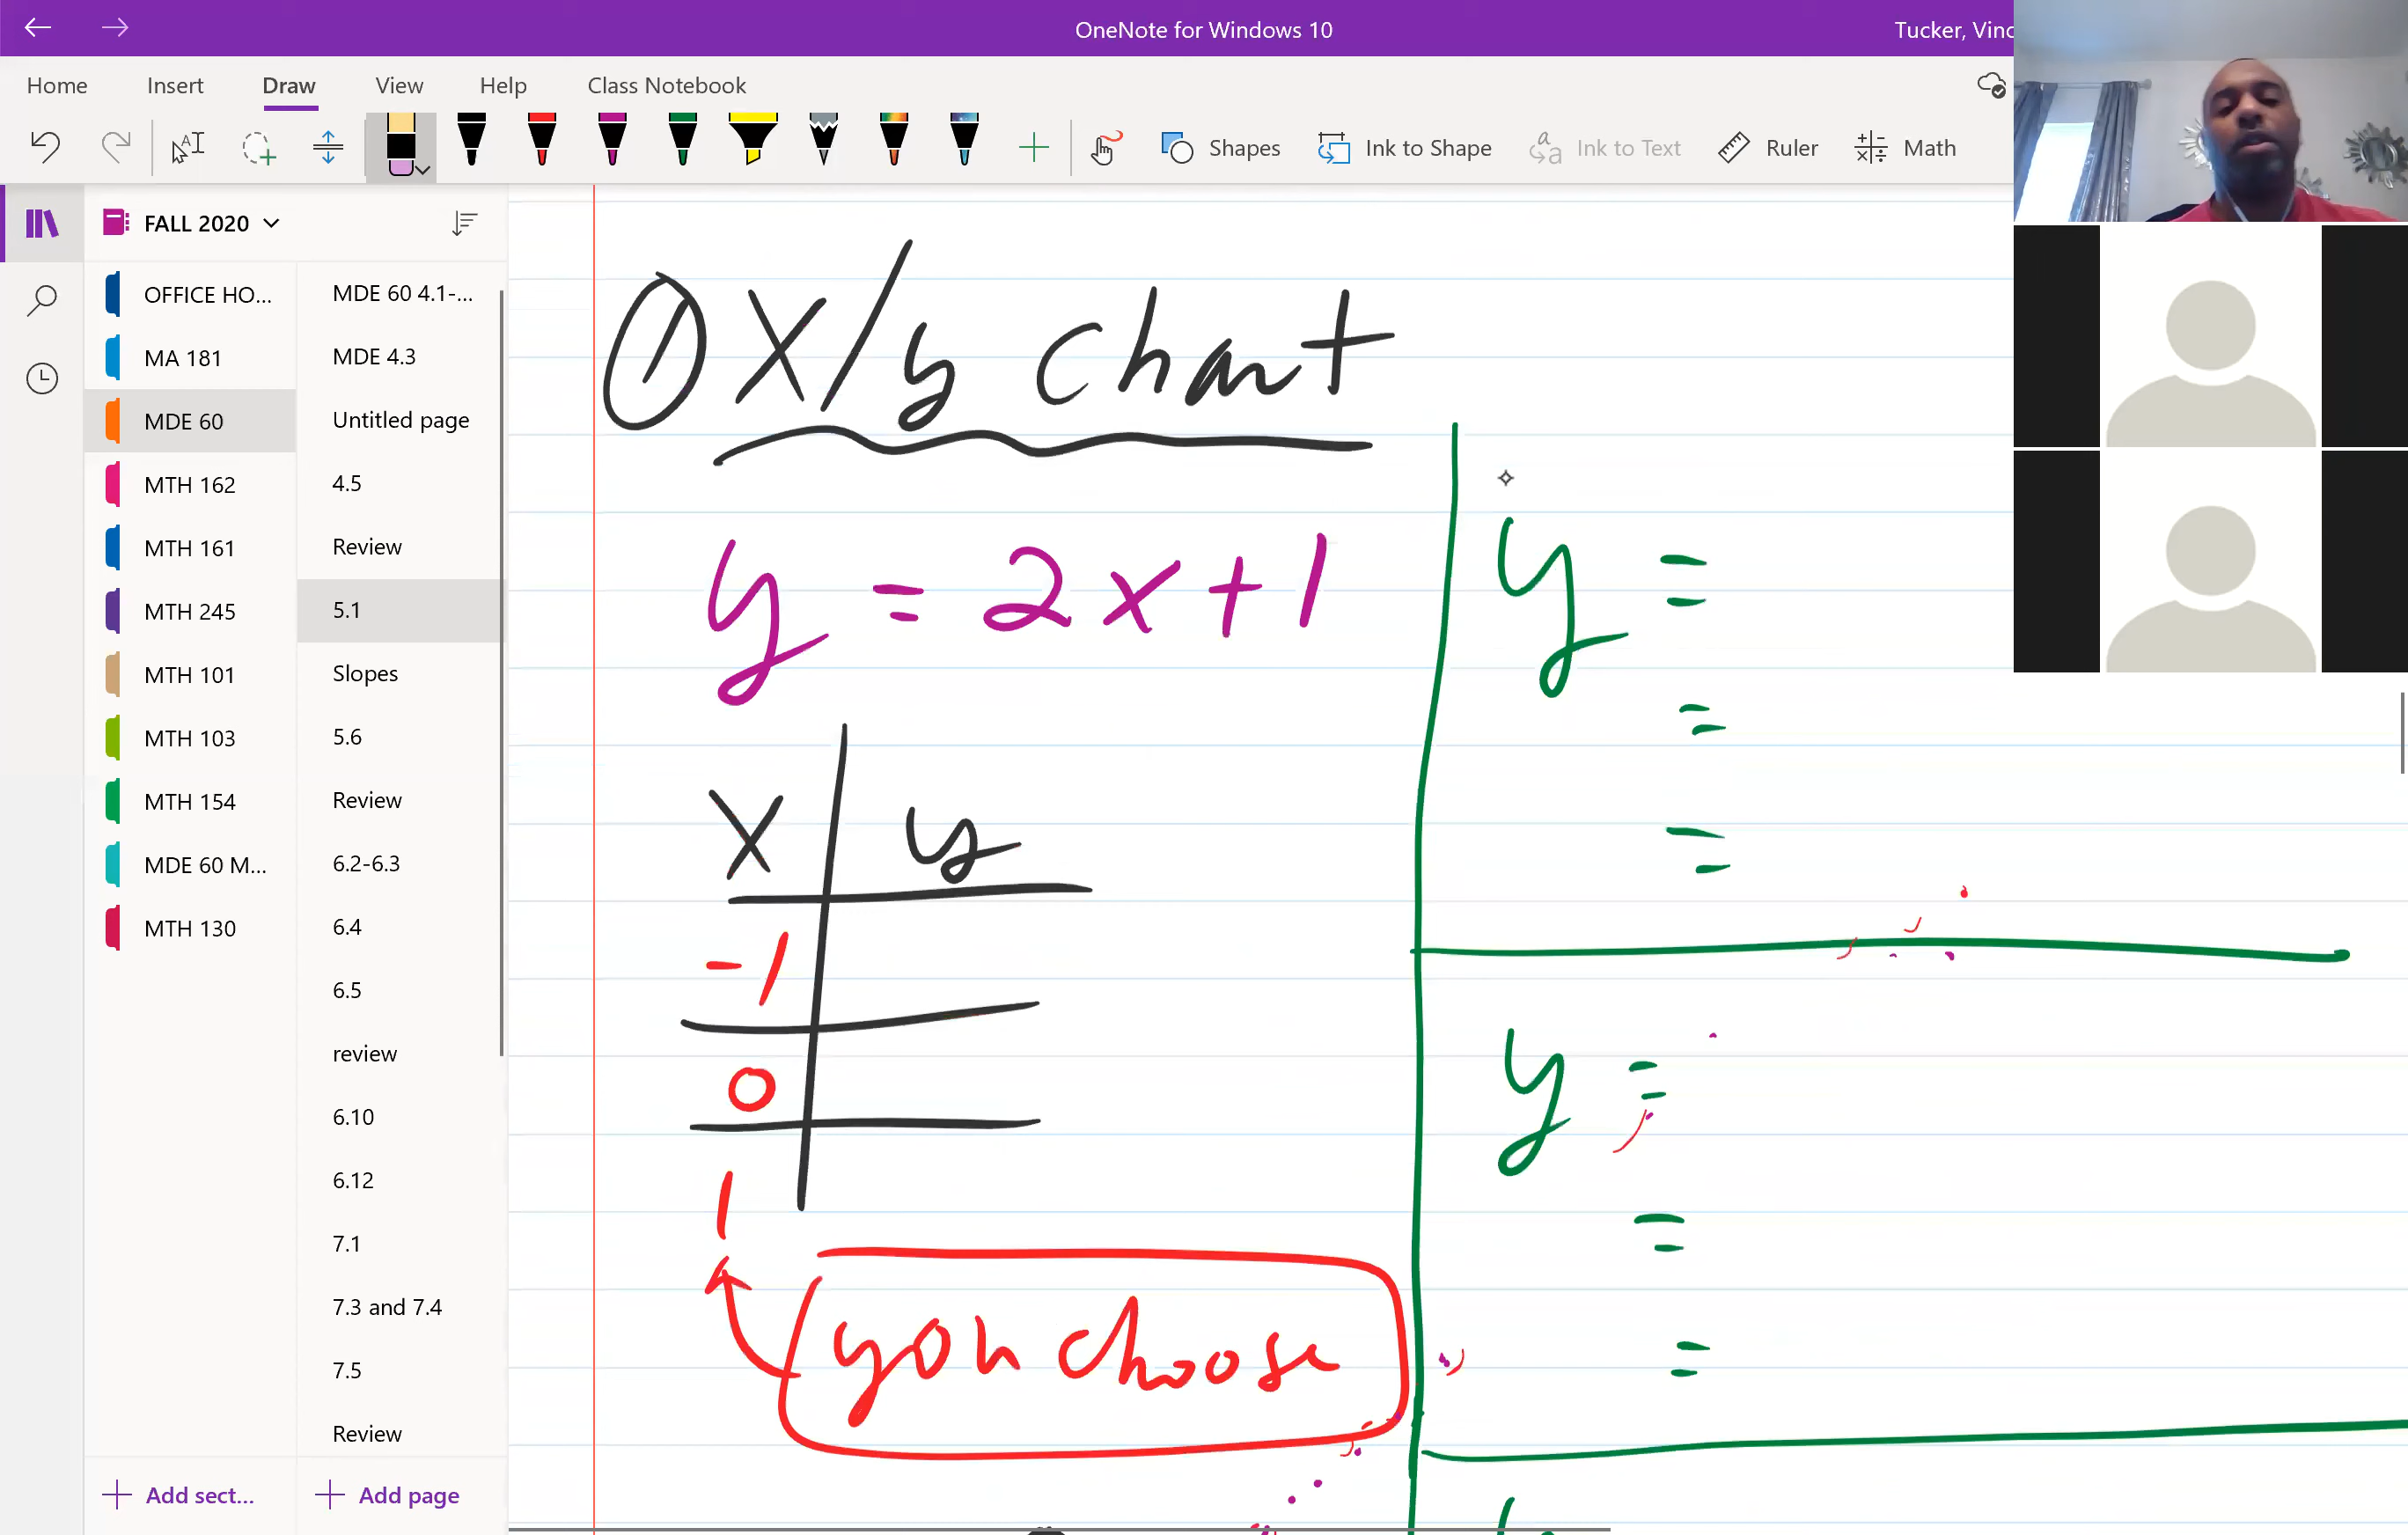 OneNote for Windows 10
Tucker, Vinc
Home Insert Draw View Help Class Notebook
Shapes Ink to Shape Ink to Text Ruler Math
FALL 2020
OFFICE HO...
MA 181
MDE 60
MTH 162
MTH 161
MTH 245
MTH 101
MTH 103
MTH 154
MDE 60 M...
MTH 130
Add sect...
MDE 60 4.1-...
MDE 4.3
Untitled page
4.5
Review
5.1
Slopes
5.6
Review
6.2-6.3
6.4
6.5
review
6.10
6.12
7.1
7.3 and 7.4
7.5
Review
Add page
① X/y chart
y = 2x+1
X y
-1
0
1
you choose
y =
=
=
y =
=
=